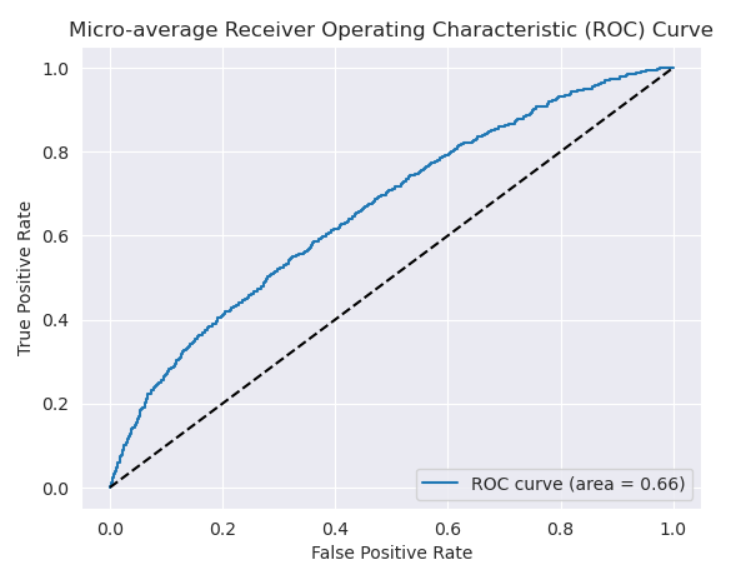 Micro-average Receiver Operating Characteristic (ROC) Curve
1.0
0.8
0.6
0.4
0.2
0.0
True Positive Rate
ROC curve (area = 0.66)
0.0 0.2 0.4 0.6 0.8 1.0
False Positive Rate